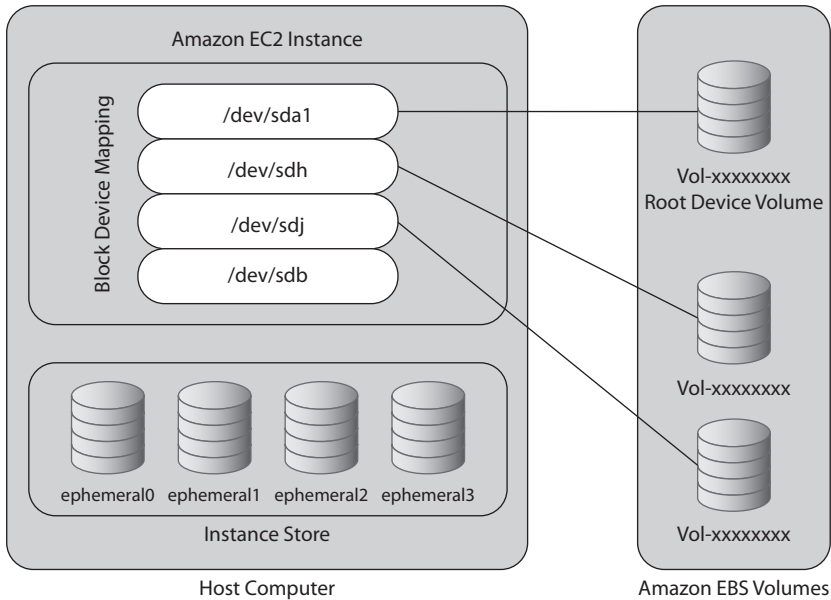 Amazon EC2 Instance
Block Device Mapping
/dev/sda1
/dev/sdh
/dev/sdj
/dev/sdb
ephemeral0
ephemeral1
ephemeral2
ephemeral3
Instance Store
Host Computer
Vol-xxxxxxxx
Root Device Volume
Vol-xxxxxxxx
Vol-xxxxxxxx
Amazon EBS Volumes